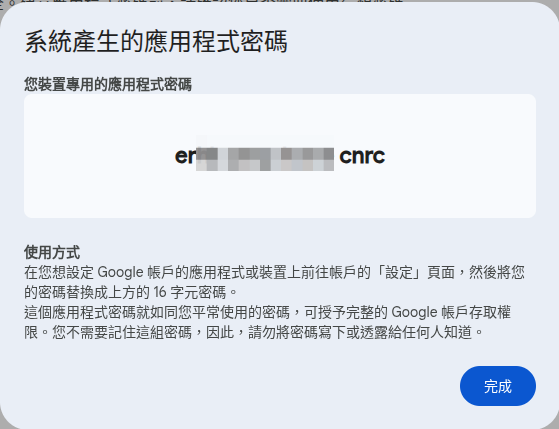 系統產生的應用程式密碼
您裝置專用的應用程式密碼
er cnrc
使用方式
在您想設定 Google 帳戶的應用程式或裝置上前往帳戶的「設定」頁面，然後將您
的密碼替換成上方的 16 字元密碼。
這個應用程式密碼就如同您平常使用的密碼，可授予完整的 Google 帳戶存取權
限。您不需要記住這組密碼，因此，請勿將密碼寫下或透露給任何人知道。
完成